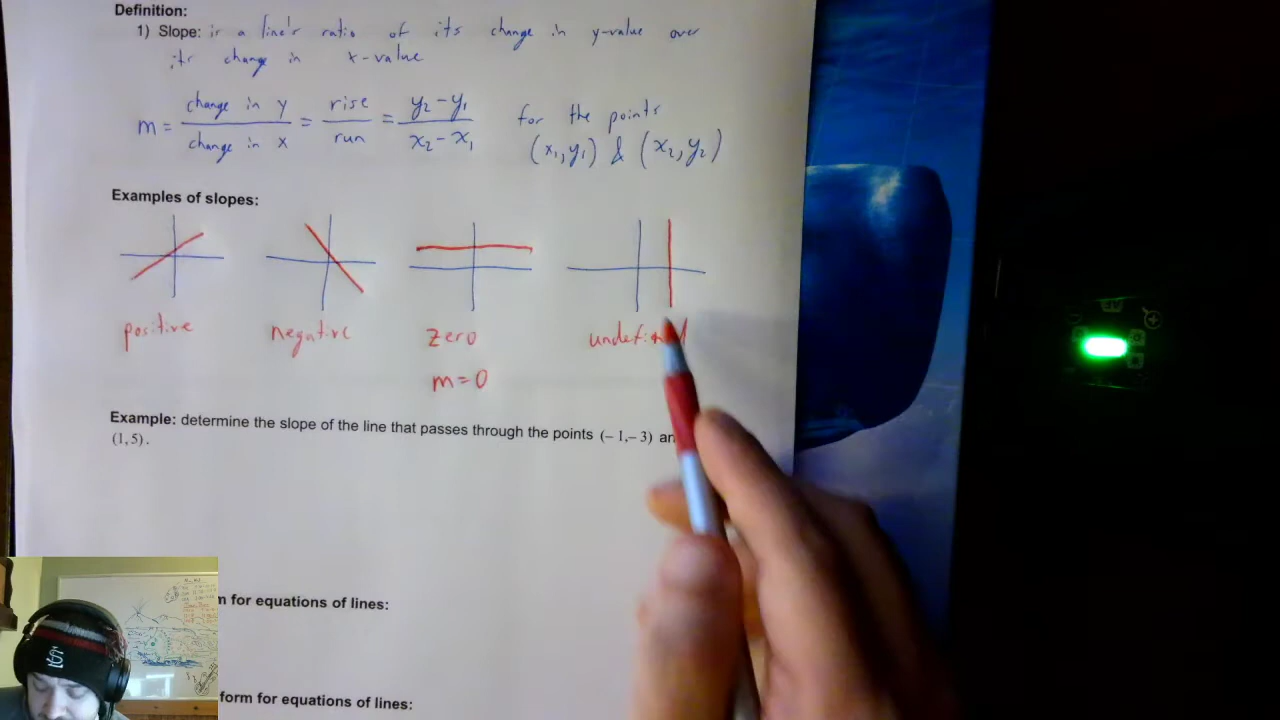 Definition:
1) Slope: is a line's ratio of its change in y-value over
its change in x-value
m = change in y / change in x = rise / run = y₂ - y₁ / x₂ - x₁ for the points
(x₁, y₁) & (x₂, y₂)
Examples of slopes:
positive negative zero undefined
m = 0
Example: determine the slope of the line that passes through the points (– 1, – 3)
(1, 5) .
for equations of lines:
form for equations of lines: